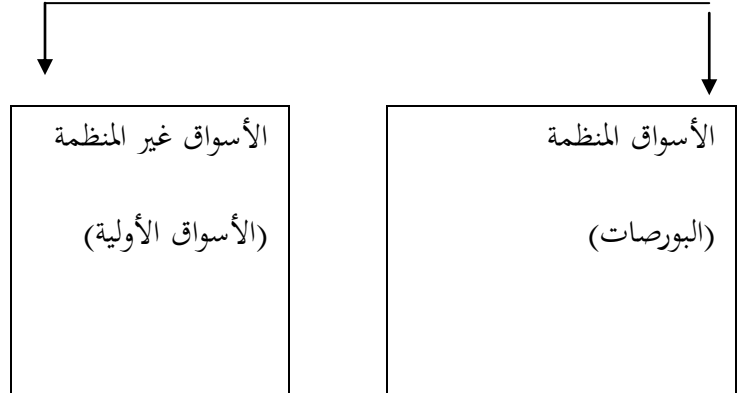 الأسواق المنظمة
(البورصات)
الأسواق غير المنظمة
(الأسواق الأولية)